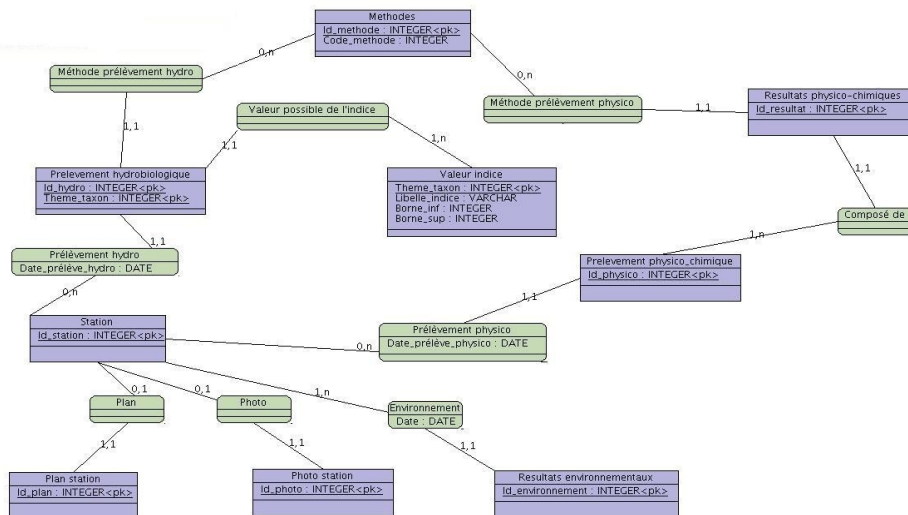 Methodes
Id_methode : INTEGER<pk>
Code_methode : INTEGER
0,n
0,n
Méthode prélèvement hydro
Méthode prélèvement physico
1,1
Resultats physico-chimiques
Id_resultat : INTEGER<pk>
1,1
Valeur possible de l'indice
1,1
1,n
1,1
Prelevement hydrobiologique
Id_hydro : INTEGER<pk>
Theme_taxon : INTEGER<pk>
Valeur indice
Theme_taxon : INTEGER<pk>
Libelle_indice : VARCHAR
Borne_inf : INTEGER
Borne_sup : INTEGER
Composé de
1,n
1,1
Prélèvement hydro
Date_prélève_hydro : DATE
0,n
Prelevement physico_chimique
Id_physico : INTEGER<pk>
1,1
Station
Id_station : INTEGER<pk>
0,n
Prélèvement physico
Date_prélève_physico : DATE
0,1
0,1
1,n
Plan
Photo
Environnement
Date : DATE
1,1
1,1
1,1
Plan station
Id_plan : INTEGER<pk>
Photo station
Id_photo : INTEGER<pk>
Resultats environnementaux
Id_environnement : INTEGER<pk>